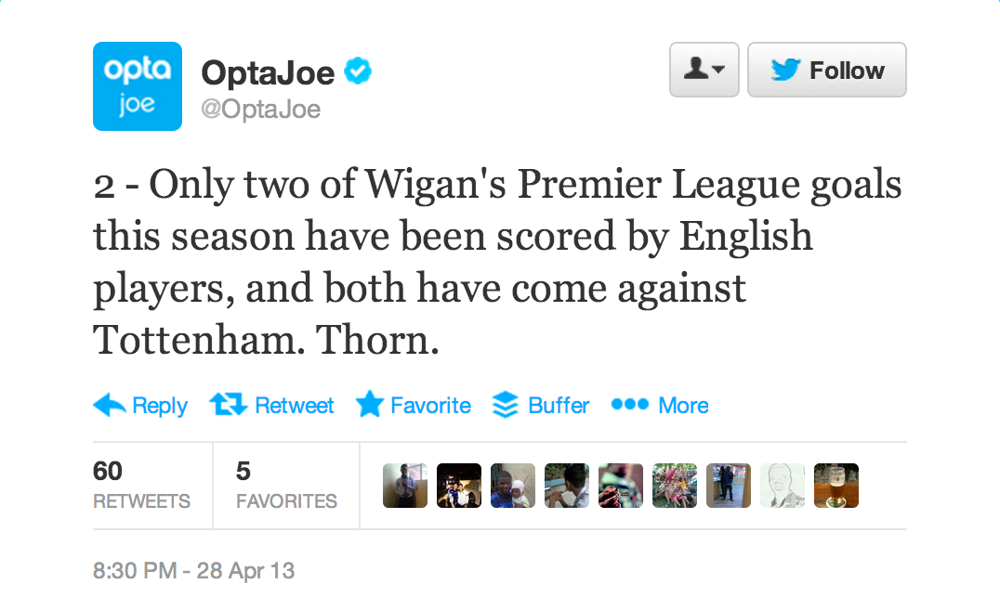 opta
joe
OptaJoe
@OptaJoe
Follow
2 - Only two of Wigan's Premier League goals
this season have been scored by English
players, and both have come against
Tottenham. Thorn.
Reply Retweet Favorite Buffer More
60
RETWEETS
5
FAVORITES
8:30 PM - 28 Apr 13